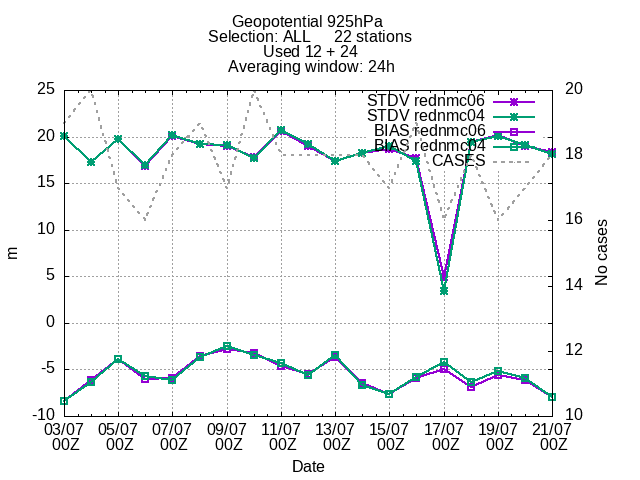 Geopotential 925hPa
Selection: ALL 22 stations
Used 12 + 24
Averaging window: 24h
STDV rednmc06
STDV rednmc04
BIAS rednmc06
BIAS rednmc04
CASES
25
20
15
10
5
0
-5
-10
m
20
18
16
14
12
10
No cases
03/07 05/07 07/07 09/07 11/07 13/07 15/07 17/07 19/07 21/07
00Z 00Z 00Z 00Z 00Z 00Z 00Z 00Z 00Z 00Z
Date